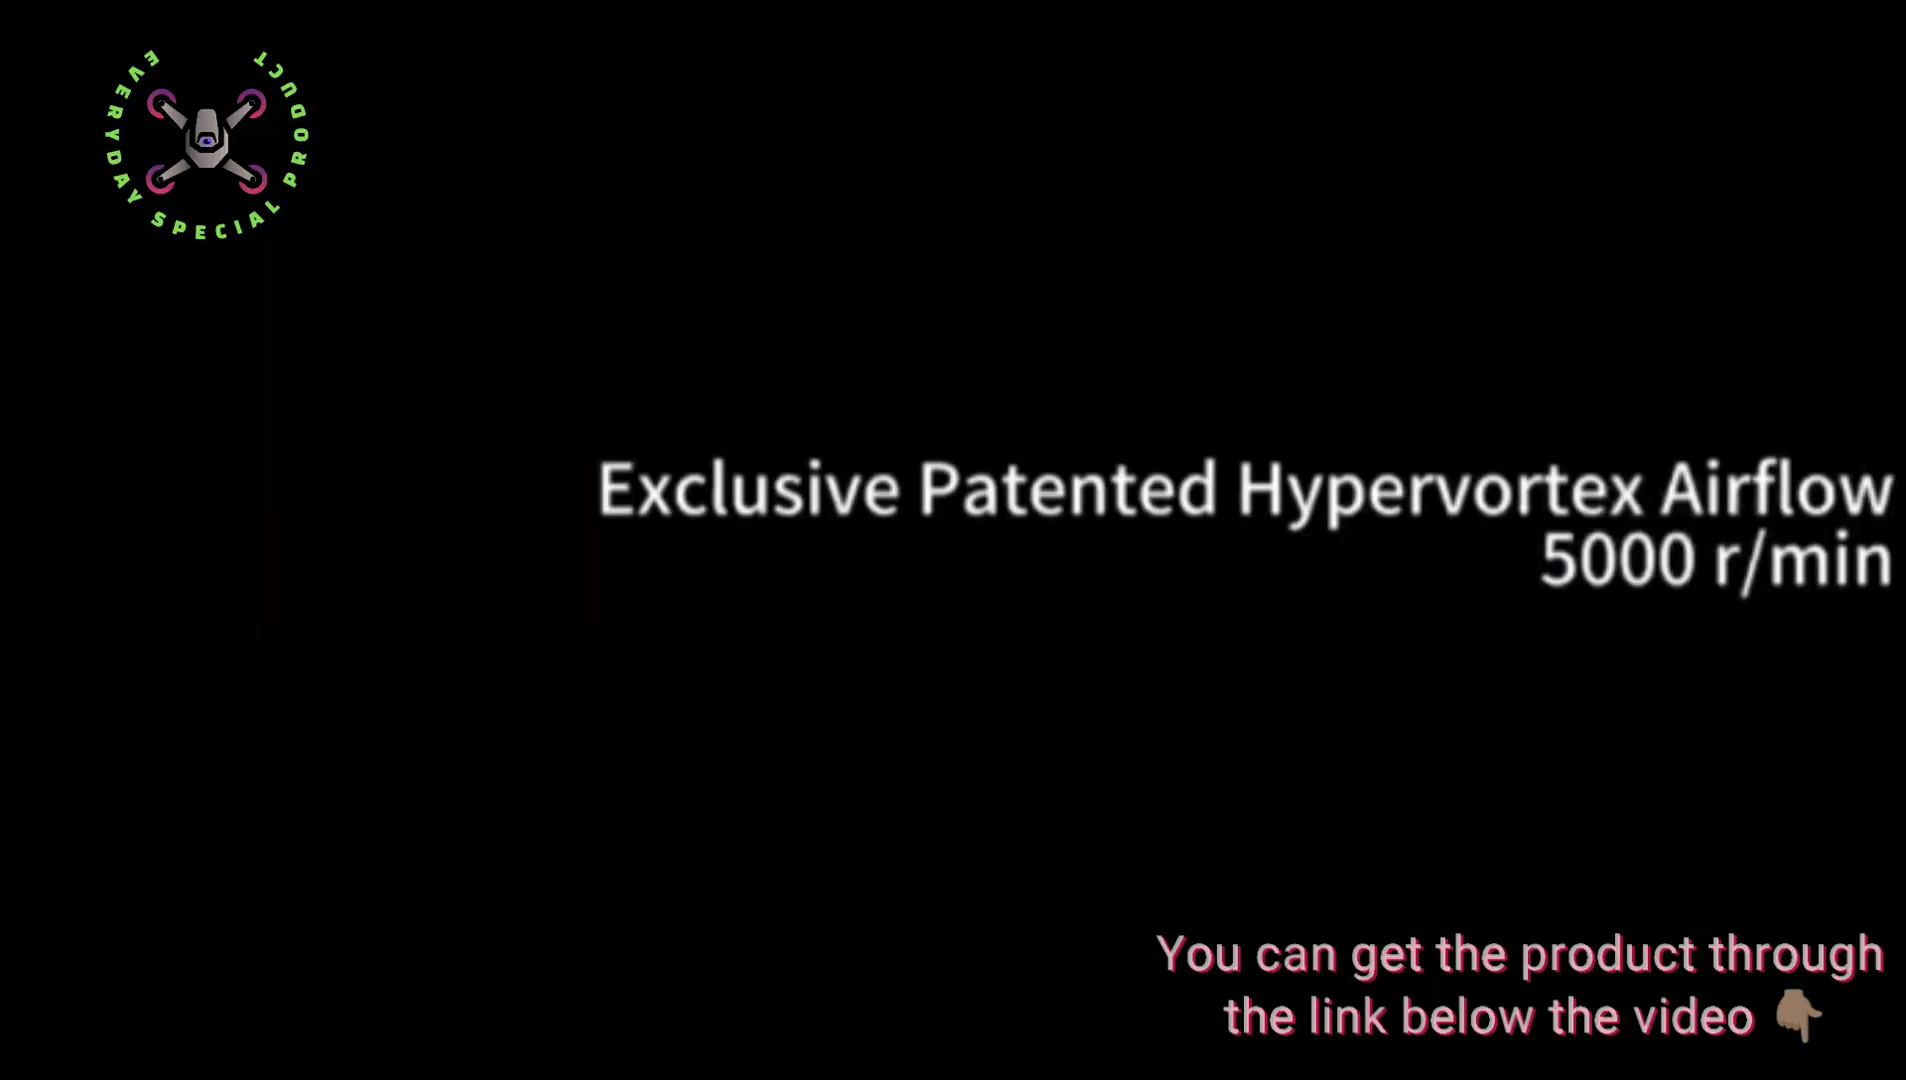 EVERYDAY SPECIAL PRODUCT
Exclusive Patented Hypervortex Airflow
5000 r/min
You can get the product through
the link below the video 👇🏽